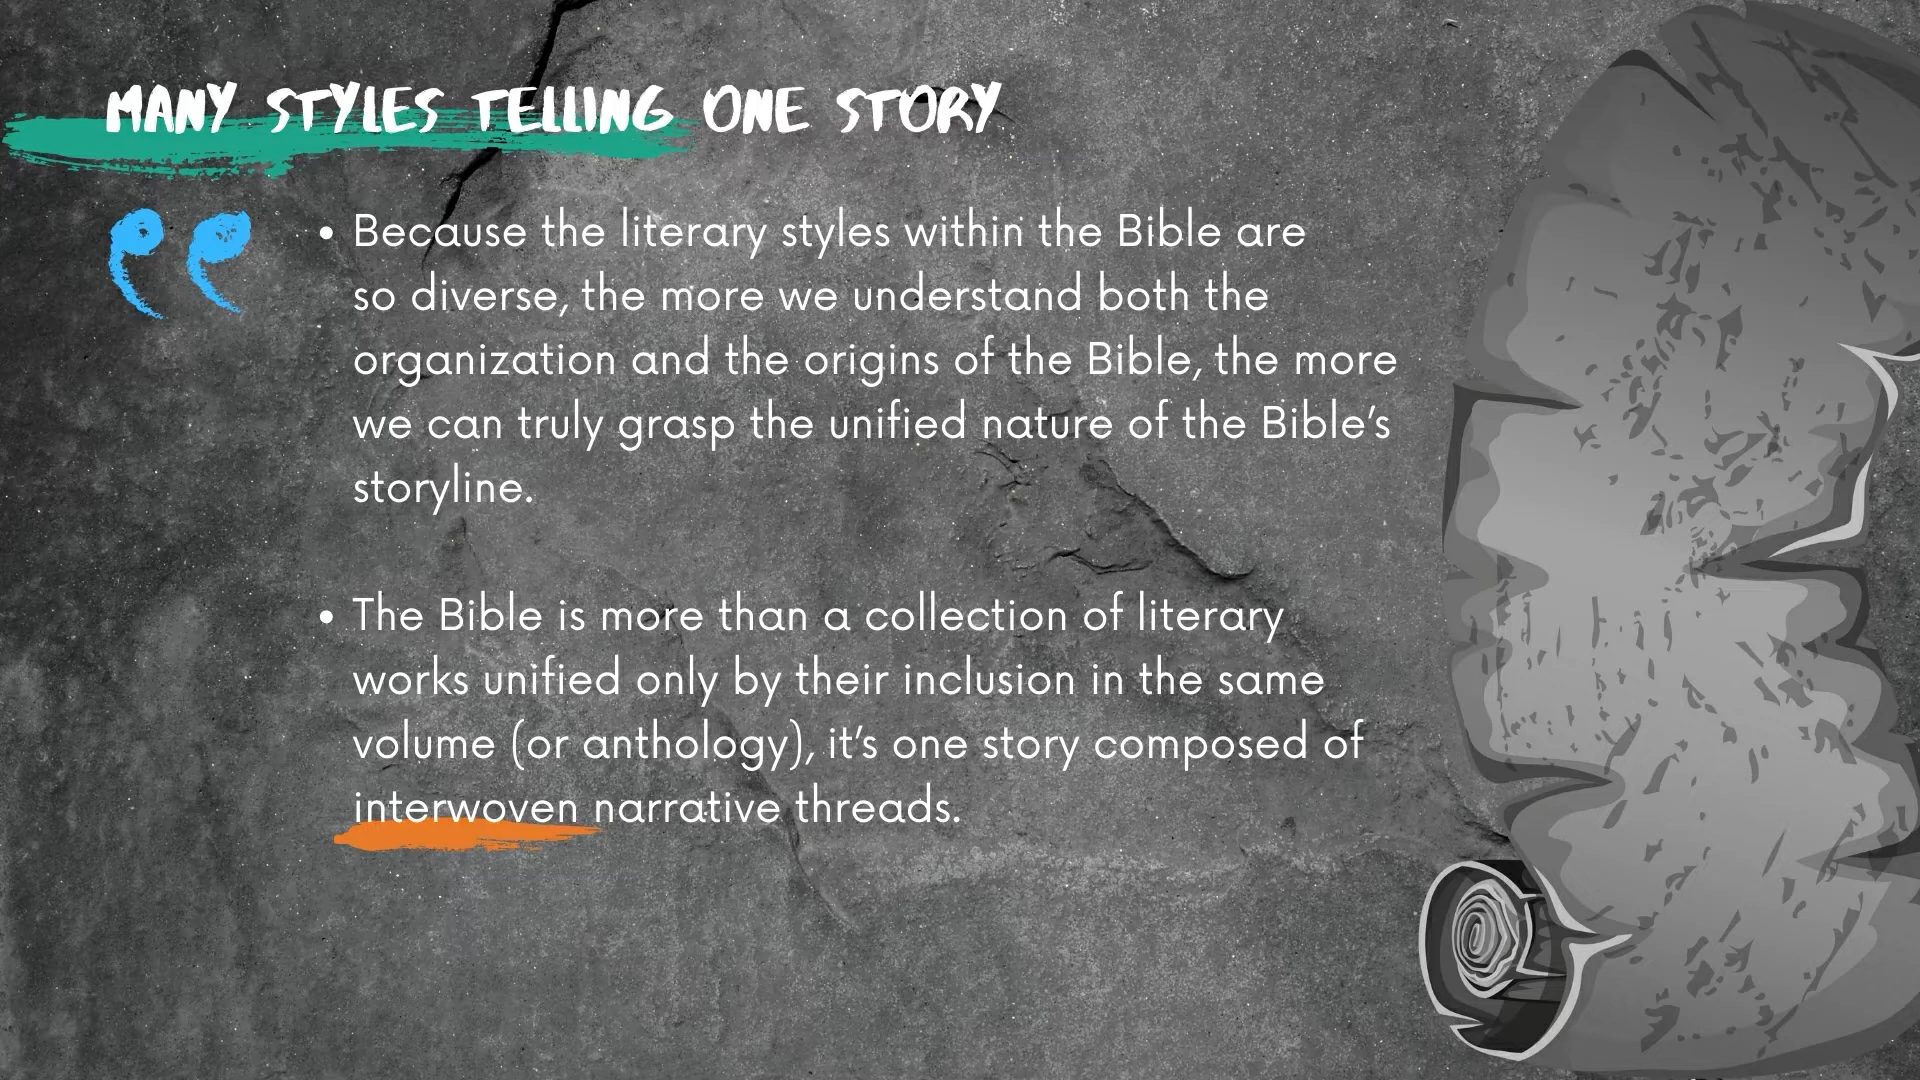 MANY STYLES TELLING ONE STORY
• Because the literary styles within the Bible are
so diverse, the more we understand both the
organization and the origins of the Bible, the more
we can truly grasp the unified nature of the Bible’s
storyline.
• The Bible is more than a collection of literary
works unified only by their inclusion in the same
volume (or anthology), it’s one story composed of
interwoven narrative threads.